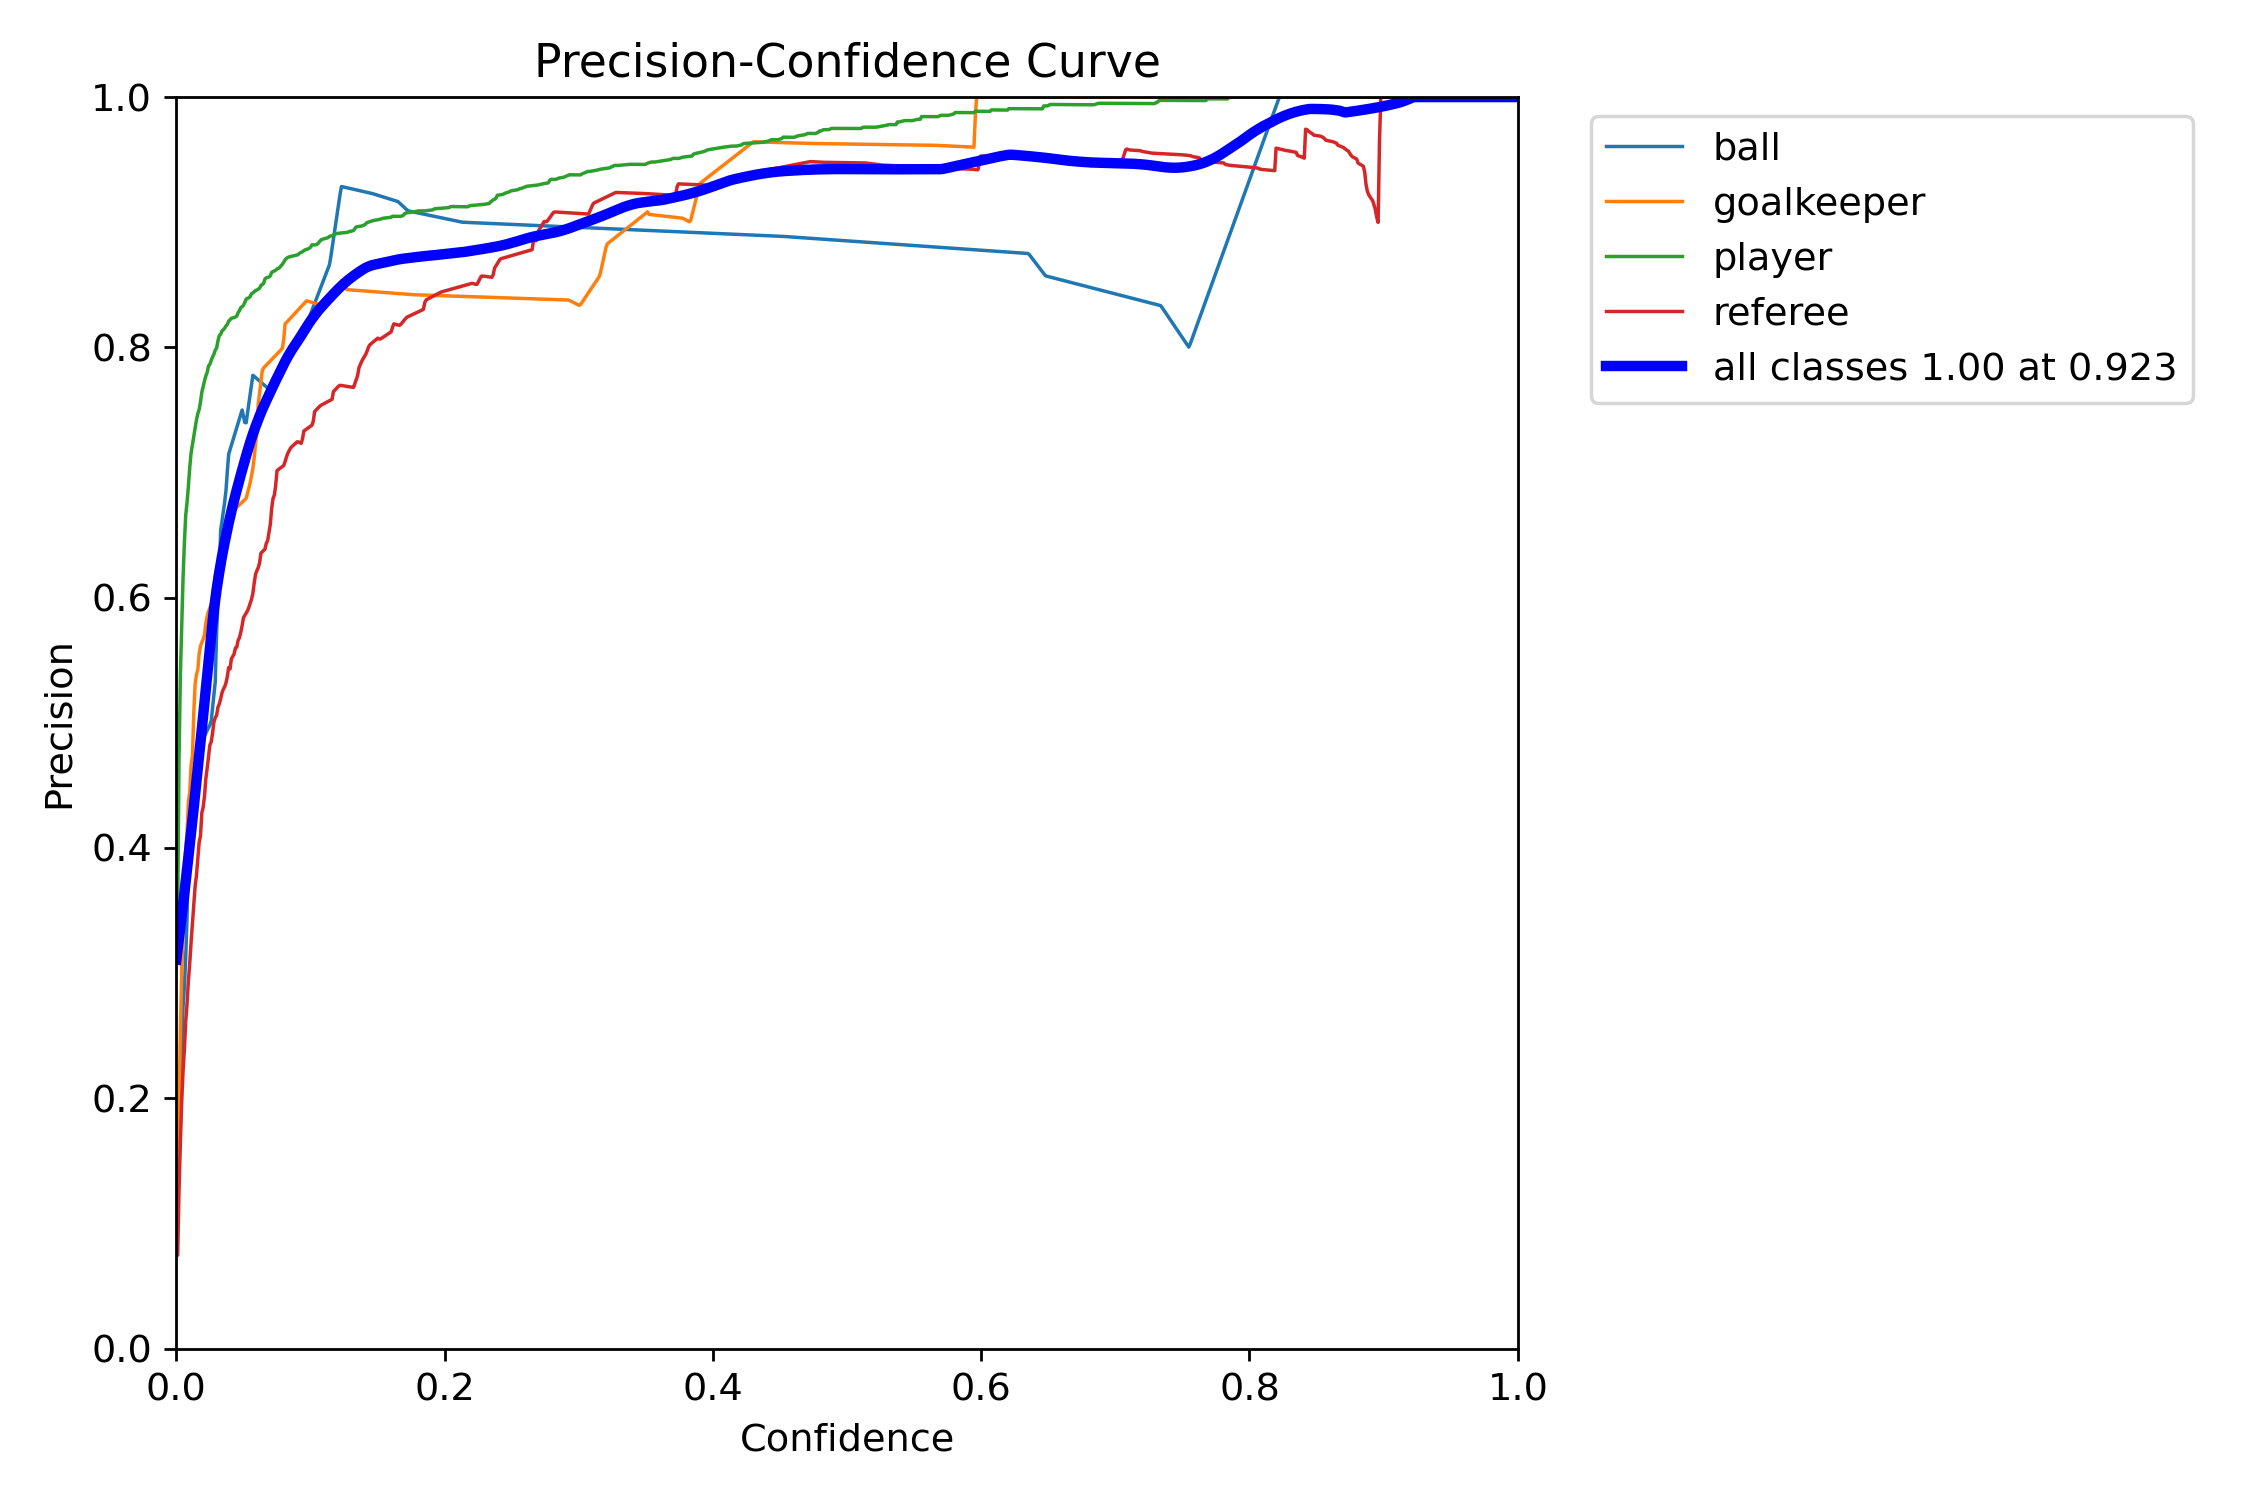 Precision-Confidence Curve
1.0
0.8
0.6
0.4
0.2
0.0
Precision
0.0 0.2 0.4 0.6 0.8 1.0
Confidence
ball
goalkeeper
player
referee
all classes 1.00 at 0.923